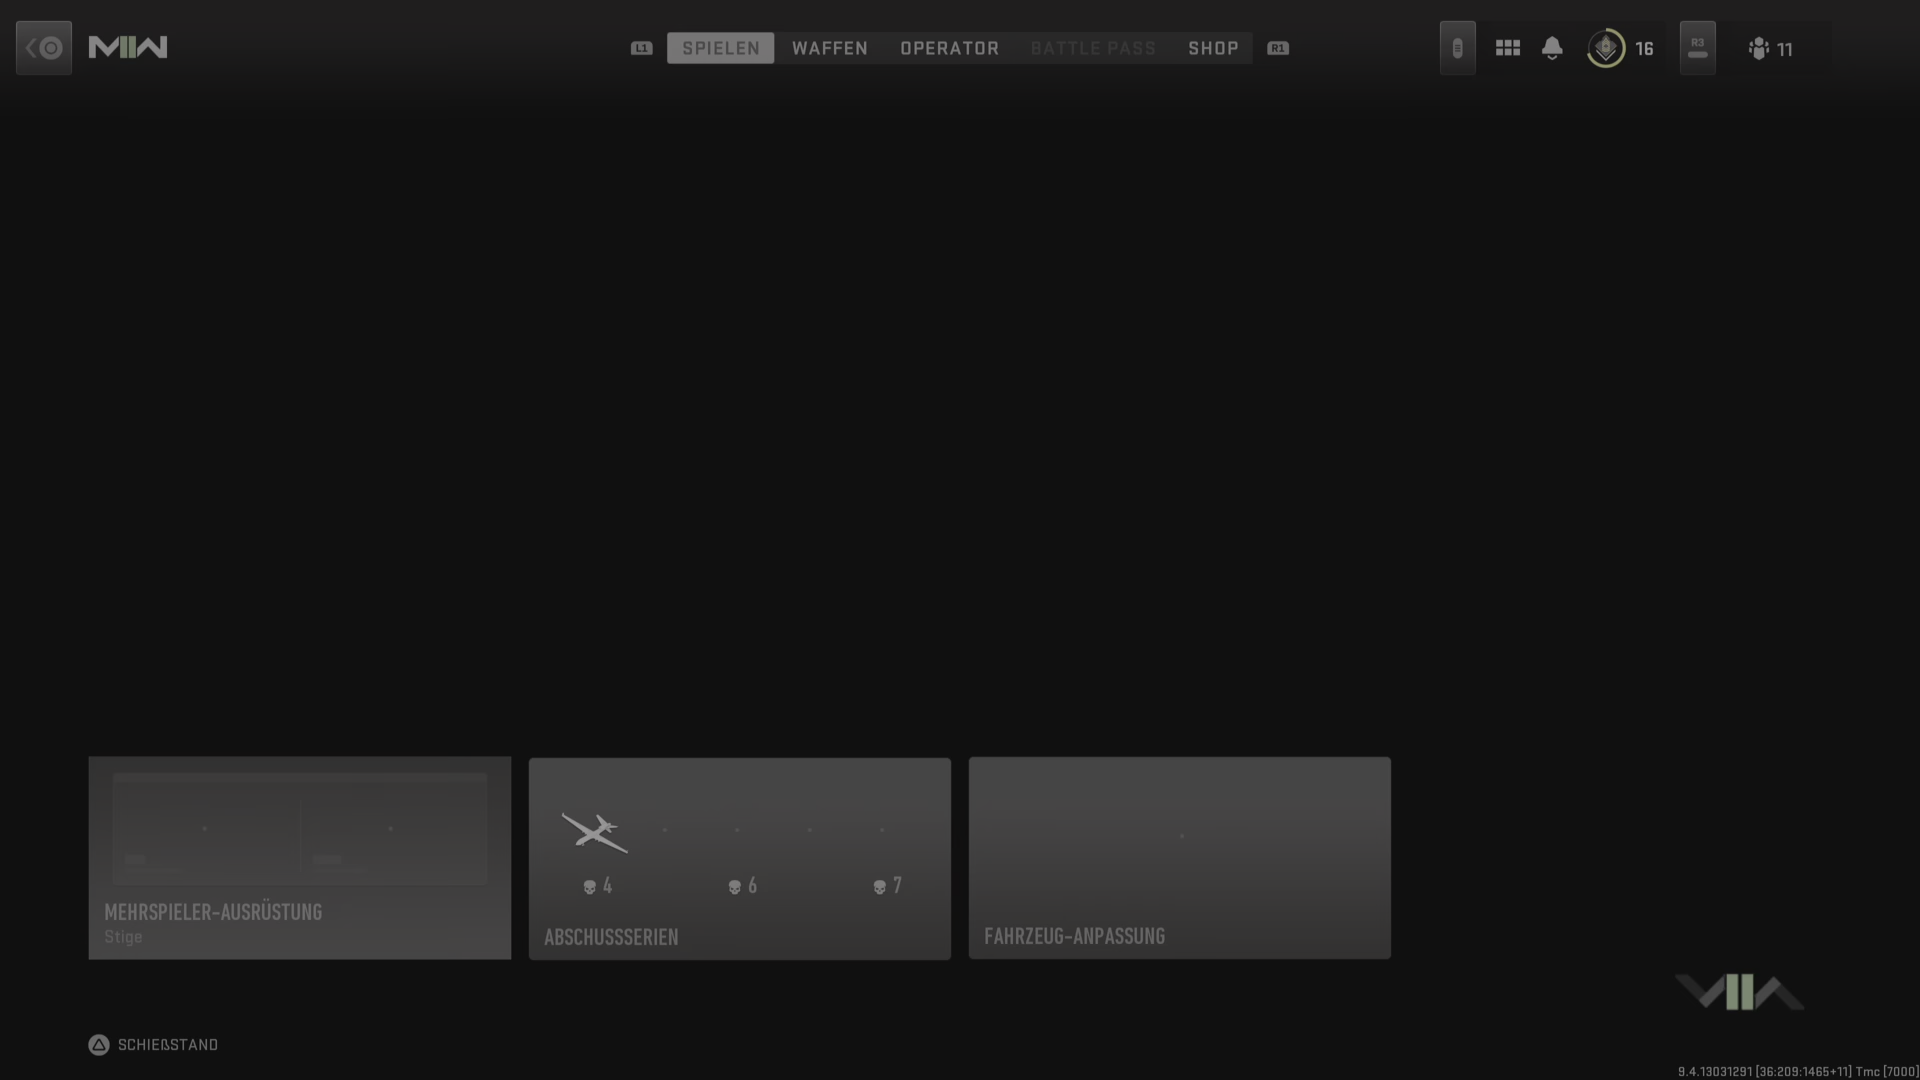 MWII
L1 SPIELEN WAFFEN OPERATOR BATTLE PASS SHOP R1
16
R3
11
4 6 7
MEHRSPIELER-AUSRÜSTUNG
Stige
ABSCHUSSSERIEN
FAHRZEUG-ANPASSUNG
SCHIEßSTAND
9.4.13031291 [36:209:1465+11] Tmc [7000]